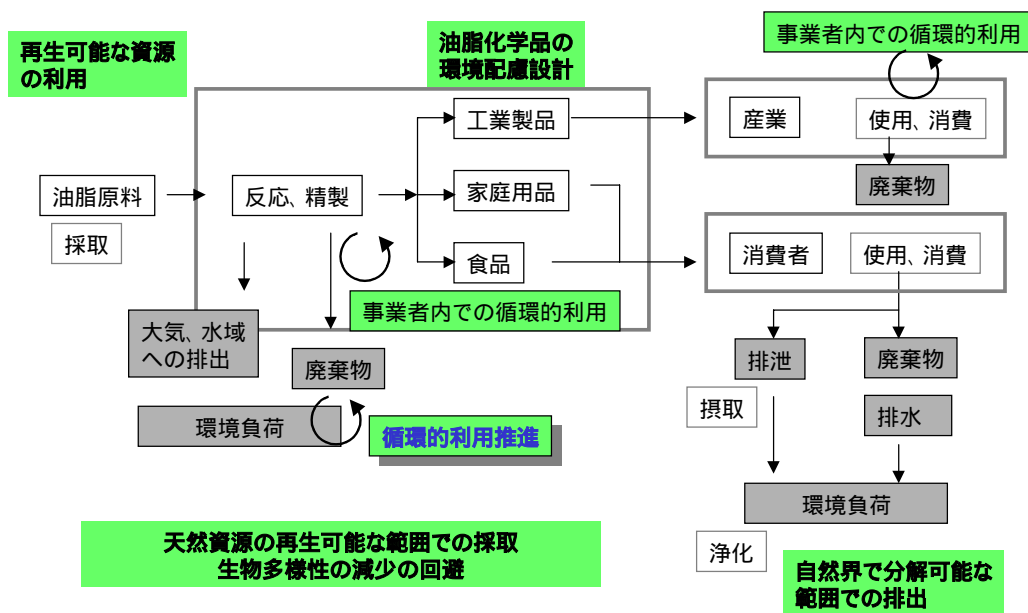 再生可能な資源
の利用
油脂化学品の
環境配慮設計
事業者内での循環的利用
工業製品
産業
使用、消費
廃棄物
油脂原料
反応、精製
家庭用品
採取
食品
消費者
使用、消費
事業者内での循環的利用
大気、水域
への排出
廃棄物
排泄
廃棄物
摂取
排水
環境負荷
循環的利用推進
環境負荷
天然資源の再生可能な範囲での採取
生物多様性の減少の回避
浄化
自然界で分解可能な
範囲での排出